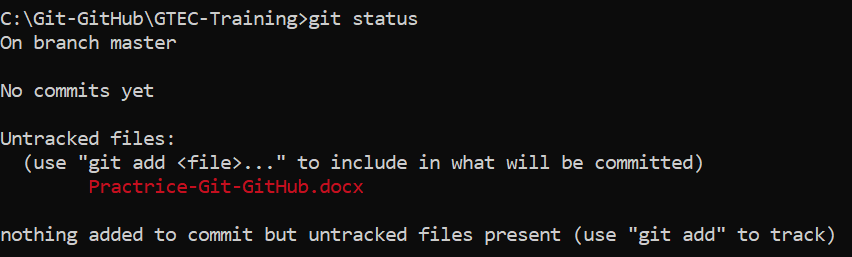 C:\Git-GitHub\GTEC-Training>git status
On branch master
No commits yet
Untracked files:
(use "git add <file>..." to include in what will be committed)
Practrice-Git-GitHub.docx
nothing added to commit but untracked files present (use "git add" to track)